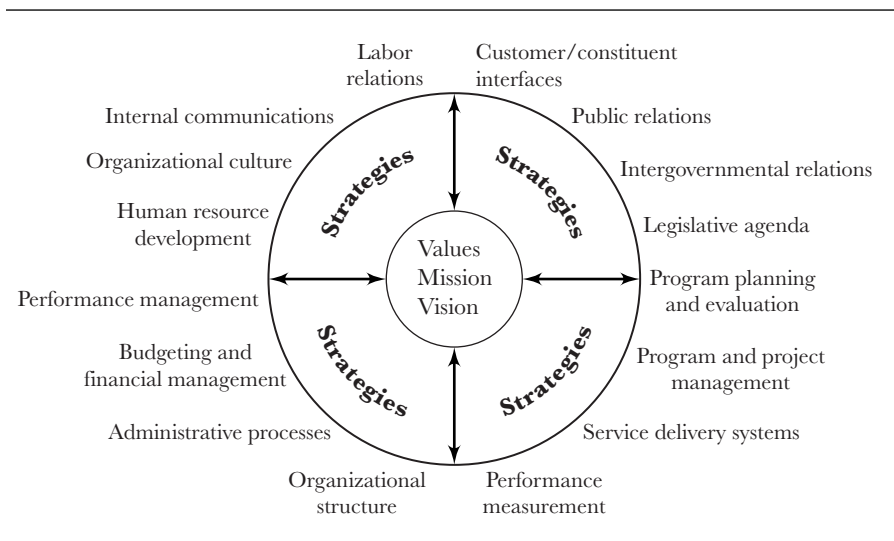 Labor
relations
Customer/constituent
interfaces
Internal communications
Public relations
Organizational culture
Strategies
Strategies
Intergovernmental relations
Human resource
development
Legislative agenda
Values
Mission
Vision
Performance management
Program planning
and evaluation
Budgeting and
financial management
Strategies
Strategies
Program and project
management
Administrative processes
Service delivery systems
Organizational
structure
Performance
measurement